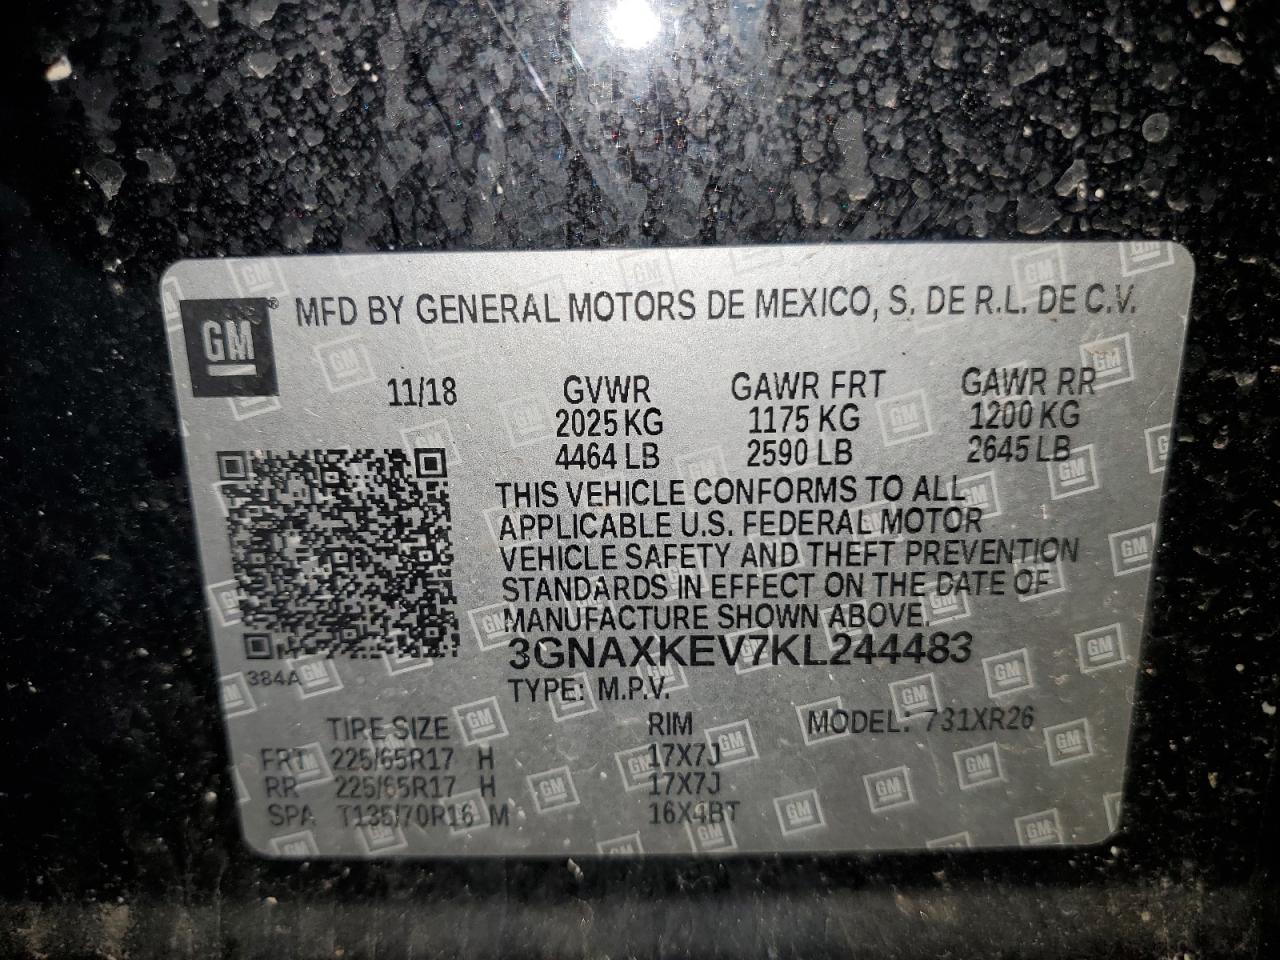 GM® MFD BY GENERAL MOTORS DE MEXICO, S. DE R.L. DE C.V.
11/18 GVWR GAWR FRT GAWR RR
2025 KG 1175 KG 1200 KG
4464 LB 2590 LB 2645 LB
THIS VEHICLE CONFORMS TO ALL
APPLICABLE U.S. FEDERAL MOTOR
VEHICLE SAFETY AND THEFT PREVENTION
STANDARDS IN EFFECT ON THE DATE OF
MANUFACTURE SHOWN ABOVE.
3GNAXKEV7KL244483
384A
TYPE: M.P.V.
TIRE SIZE RIM MODEL: 731XR26
FRT 225/65R17 H 17X7J
RR 225/65R17 H 17X7J
SPA T135/70R16 M 16X4BT